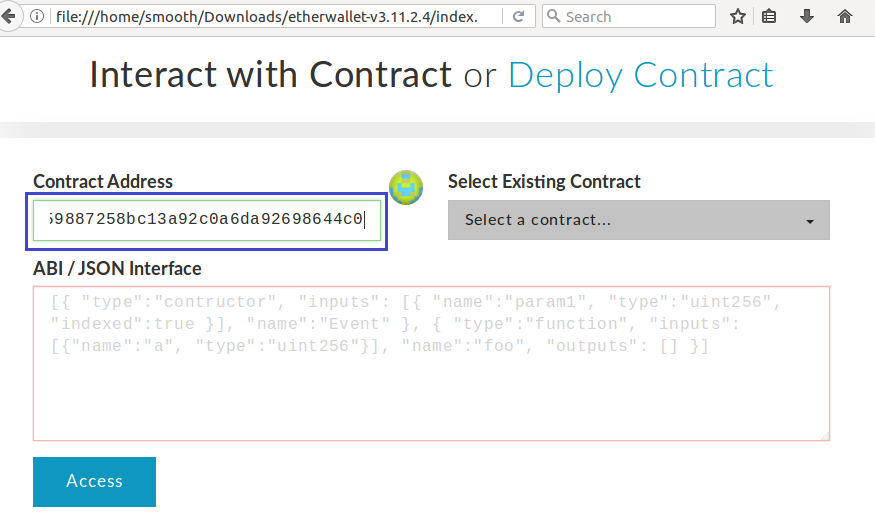 file:///home/smooth/Downloads/etherwallet-v3.11.2.4/index.
Search
Interact with Contract or Deploy Contract
Contract Address
Select Existing Contract
59887258bc13a92c0a6da92698644c0
Select a contract...
ABI / JSON Interface
[{ "type":"contructor", "inputs": [{ "name":"param1", "type":"uint256",
"indexed":true }], "name":"Event" }, { "type":"function", "inputs":
[{"name":"a", "type":"uint256"}], "name":"foo", "outputs": [] }]
Access